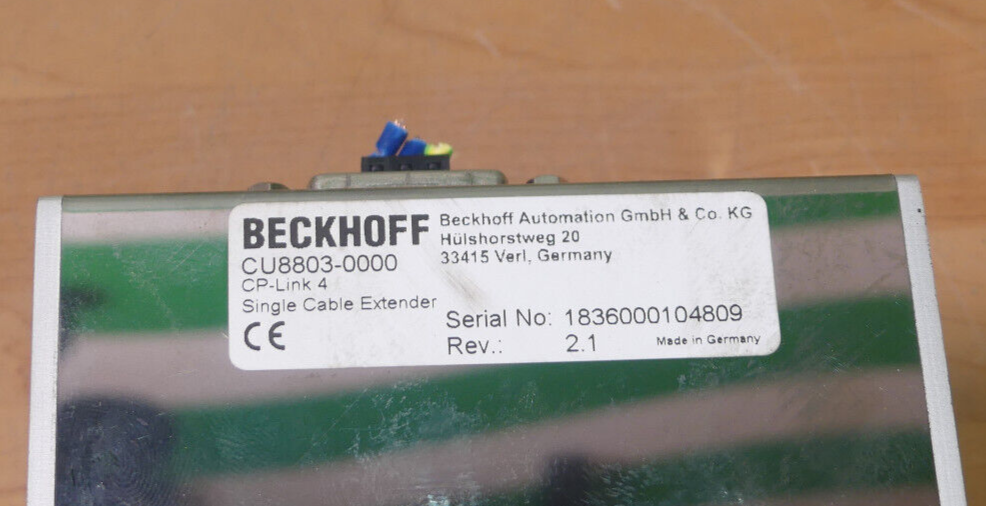 BECKHOFF
CU8803-0000
CP-Link 4
Single Cable Extender
CE
Beckhoff Automation GmbH & Co. KG
Hülshorstweg 20
33415 Verl, Germany
Serial No: 1836000104809
Rev.: 2.1
Made in Germany